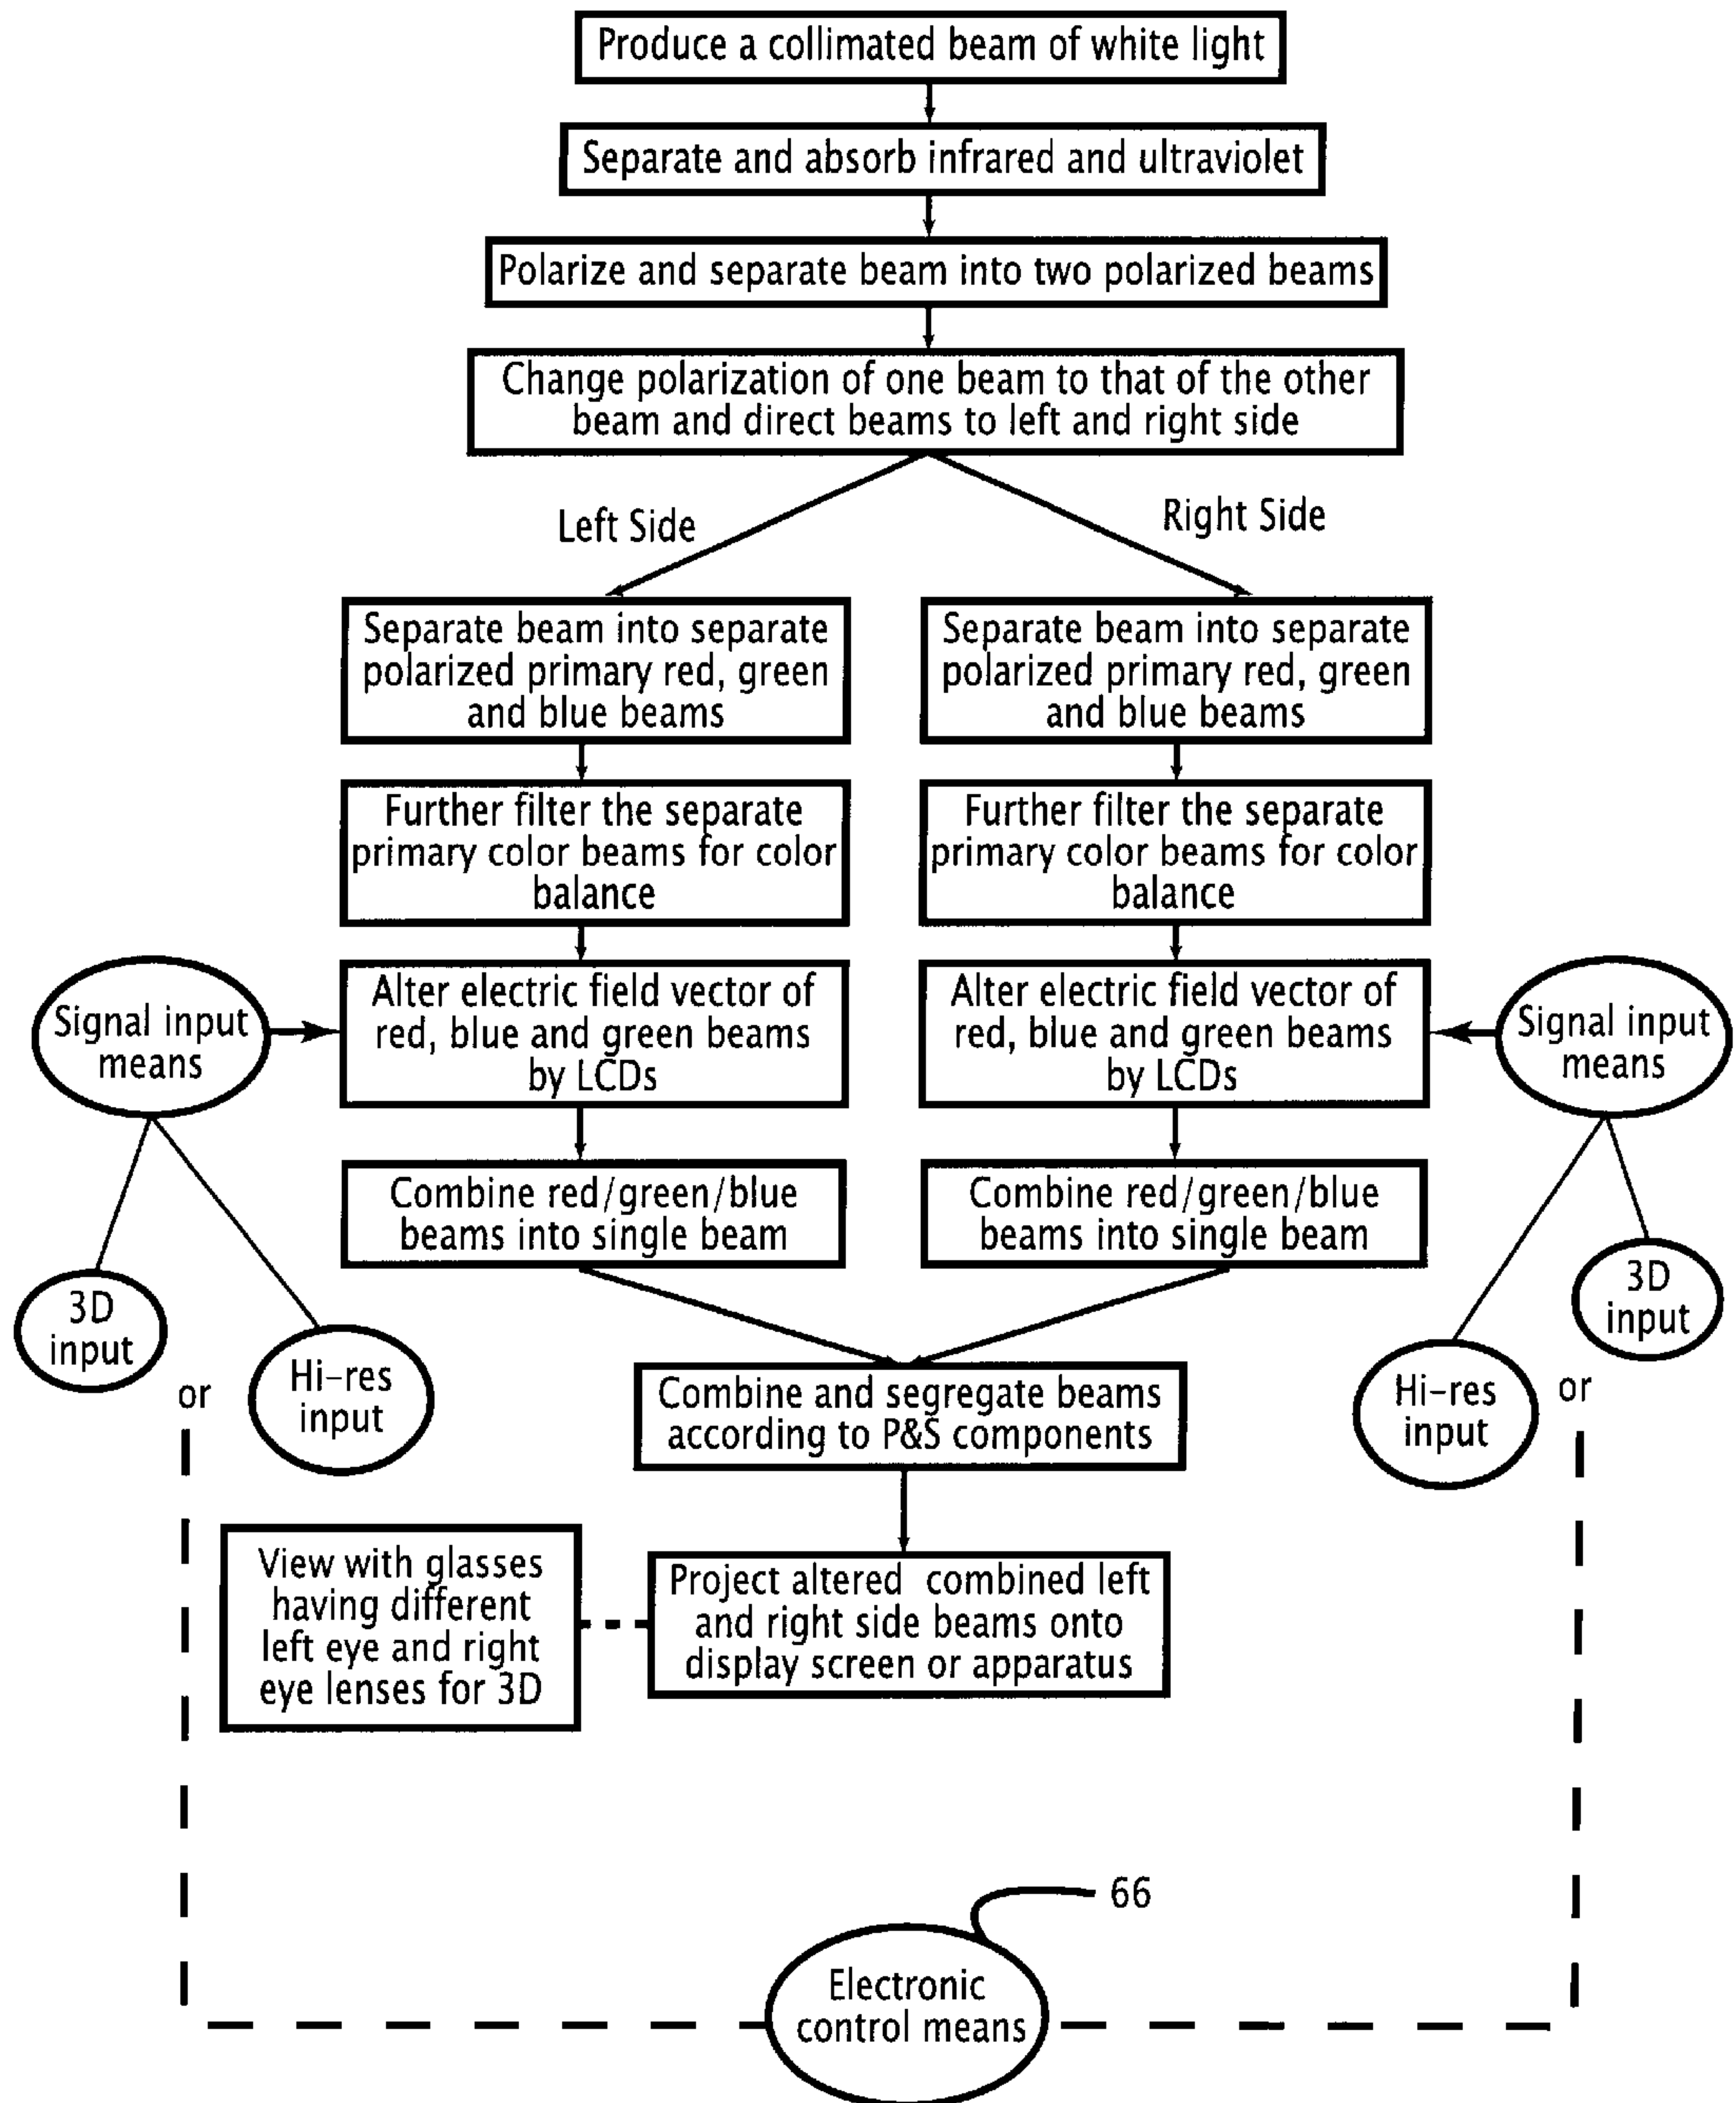 Produce a collimated beam of white light
Separate and absorb infrared and ultraviolet
Polarize and separate beam into two polarized beams
Change polarization of one beam to that of the other
beam and direct beams to left and right side
Left Side
Right Side
Separate beam into separate
polarized primary red, green
and blue beams
Separate beam into separate
polarized primary red, green
and blue beams
Further filter the separate
primary color beams for color
balance
Further filter the separate
primary color beams for color
balance
Signal input
means
Alter electric field vector of
red, blue and green beams
by LCDs
Alter electric field vector of
red, blue and green beams
by LCDs
Signal input
means
Combine red/green/blue
beams into single beam
Combine red/green/blue
beams into single beam
3D
input
or
Hi-res
input
Combine and segregate beams
according to P&S components
Hi-res
input
or
3D
input
View with glasses
having different
left eye and right
eye lenses for 3D
Project altered combined left
and right side beams onto
display screen or apparatus
66
Electronic
control means